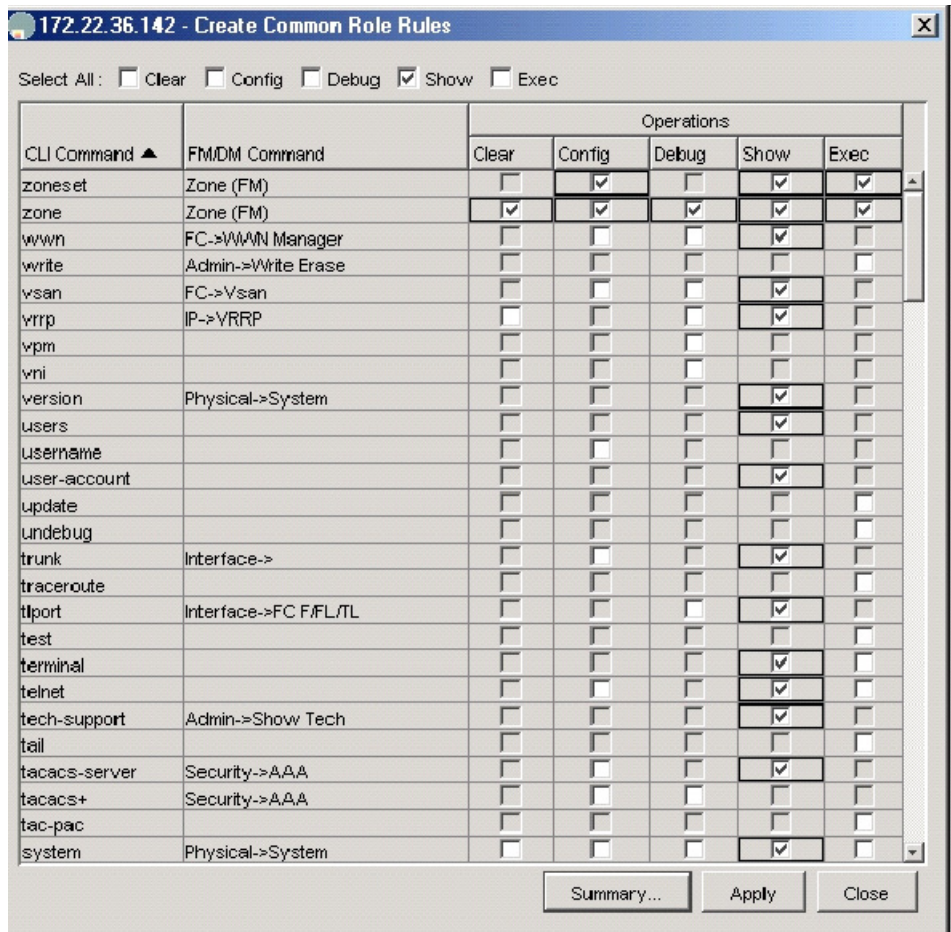 172.22.36.142 - Create Common Role Rules
Select All : Clear Config Debug Show Exec
Operations
CLI Command FM/DM Command Clear Config Debug Show Exec
zoneset Zone (FM)
zone Zone (FM)
wwn FC->WWN Manager
write Admin->Write Erase
vsan FC->Vsan
vrrp IP->VRRP
vpm
vni
version Physical->System
users
username
user-account
update
undebug
trunk Interface->
traceroute
tlport Interface->FC F/FL/TL
test
terminal
telnet
tech-support Admin->Show Tech
tail
tacacs-server Security->AAA
tacacs+ Security->AAA
tac-pac
system Physical->System
Summary... Apply Close